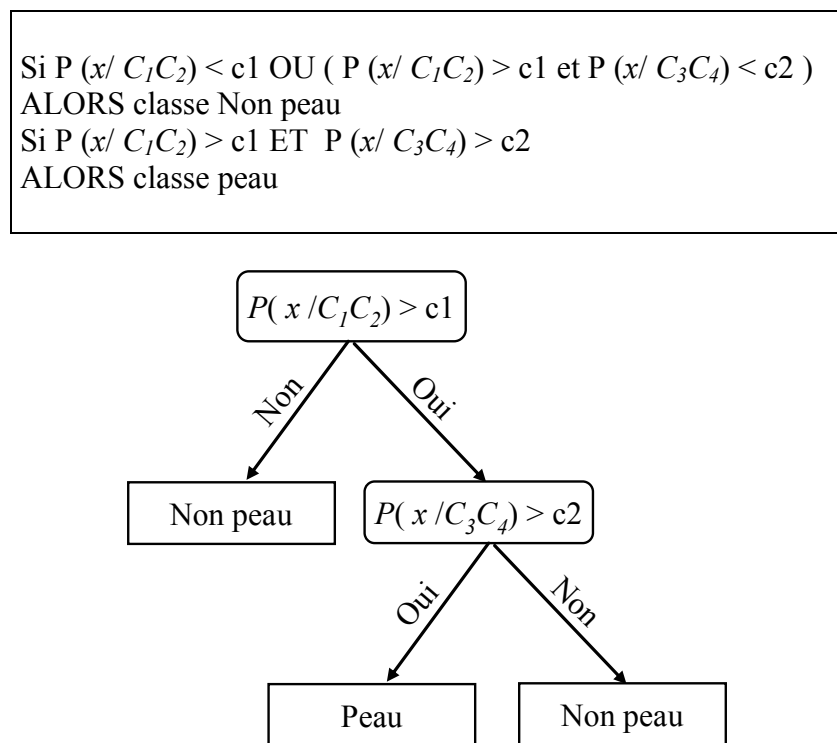 Si P (x/ C₁C₂) < c1 OU ( P (x/ C₁C₂) > c1 et P (x/ C₃C₄) < c2 )
ALORS classe Non peau
Si P (x/ C₁C₂) > c1 ET P (x/ C₃C₄) > c2
ALORS classe peau
P( x /C₁C₂) > c1
Non
Oui
Non peau
P( x /C₃C₄) > c2
Oui
Non
Peau
Non peau